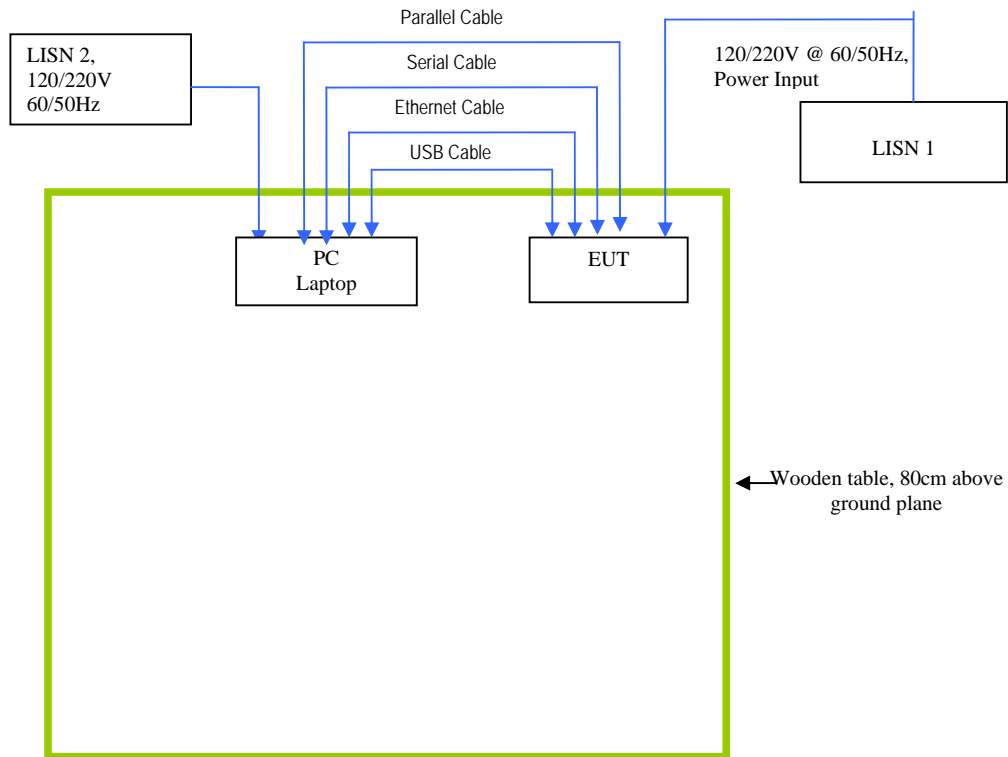 Parallel Cable
LISN 2,
120/220V
60/50Hz
Serial Cable
Ethernet Cable
USB Cable
120/220V @ 60/50Hz,
Power Input
LISN 1
PC
Laptop
EUT
Wooden table, 80cm above
ground plane